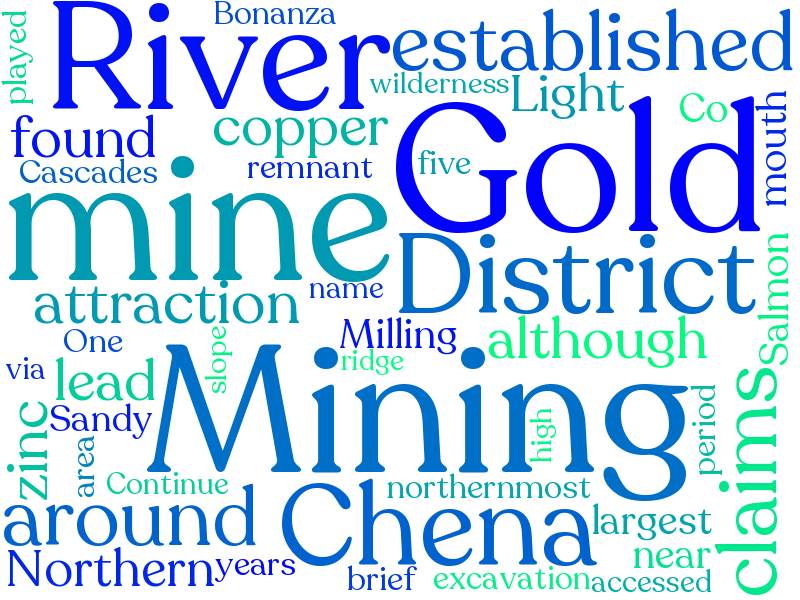 played
Bonanza
River
established
wilderness
Light
Co
mouth
found
copper
Gold
Cascades
remnant
five
mine
District
Salmon
name
attraction
One
Milling
although
slope
ridge
via
lead
Mining
Sandy
zinc
area
high
period
claims
Continue
northernmost
around
Chena
largest
near
Northern
years
brief
excavation
accessed